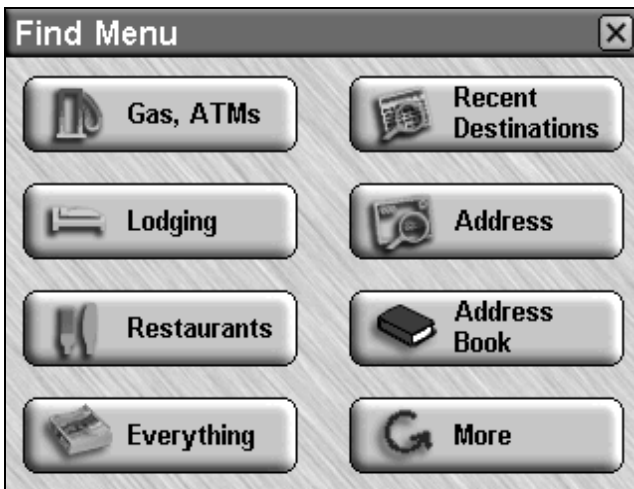 Find Menu
Gas, ATMs
Recent
Destinations
Lodging
Address
Restaurants
Address
Book
Everything
More